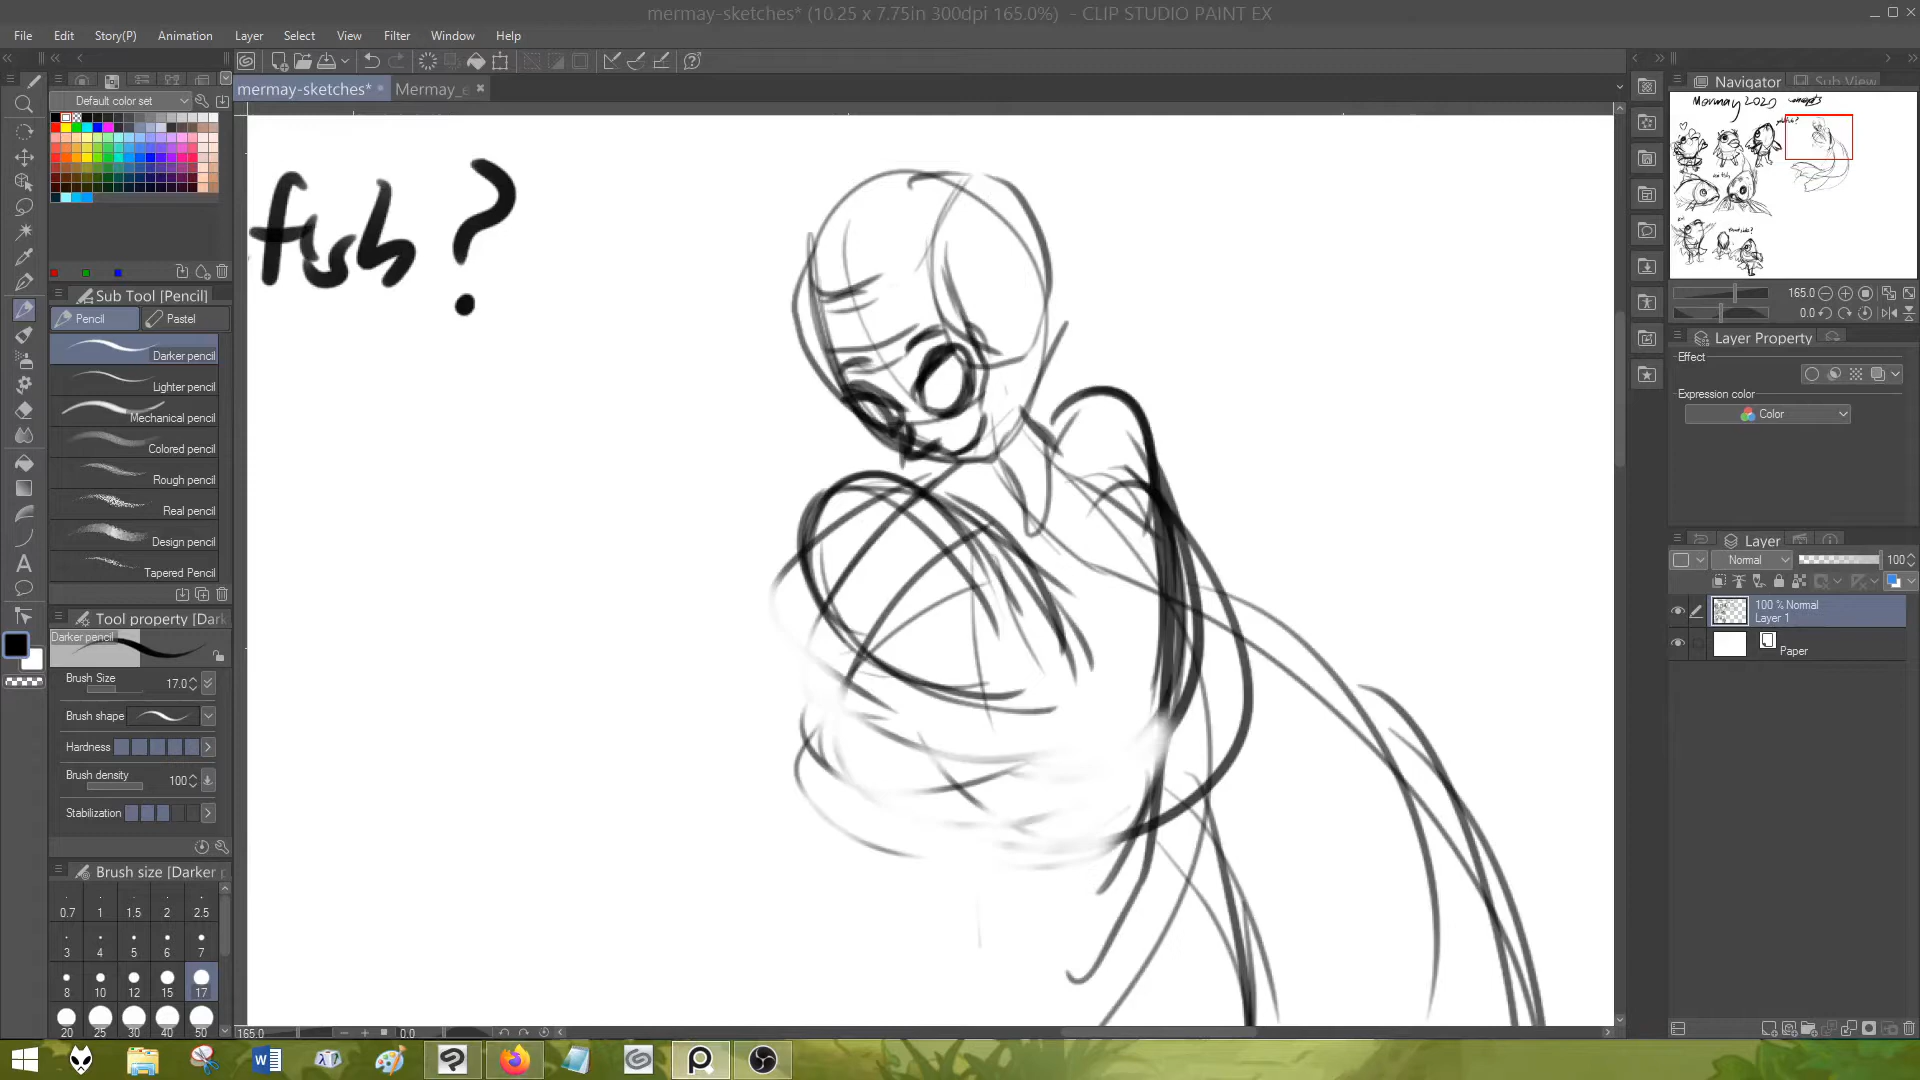 mermay-sketches* (10.25 x 7.75in 300dpi 165.0%)  - CLIP STUDIO PAINT EX
File Edit Story(P) Animation Layer Select View Filter Window Help
mermay-sketches* Mermay_e
Default color set
fish?
Sub Tool [Pencil]
Pencil Pastel
Darker pencil
Lighter pencil
Mechanical pencil
Colored pencil
Rough pencil
Real pencil
Design pencil
Tapered Pencil
Tool property [Dark
Darker pencil
Brush Size 17.0
Brush shape
Hardness
Brush density 100
Stabilization
Brush size [Darker p
0.7 1 1.5 2 2.5
3 4 5 6 7
8 10 12 15 17
20 25 30 40 50
165.0 0.0
Navigator Sub View
Mermay 2020
165.0
0.0
Layer Property
Effect
Expression color
Color
Layer
Normal 100
100 % Normal
Layer 1
Paper